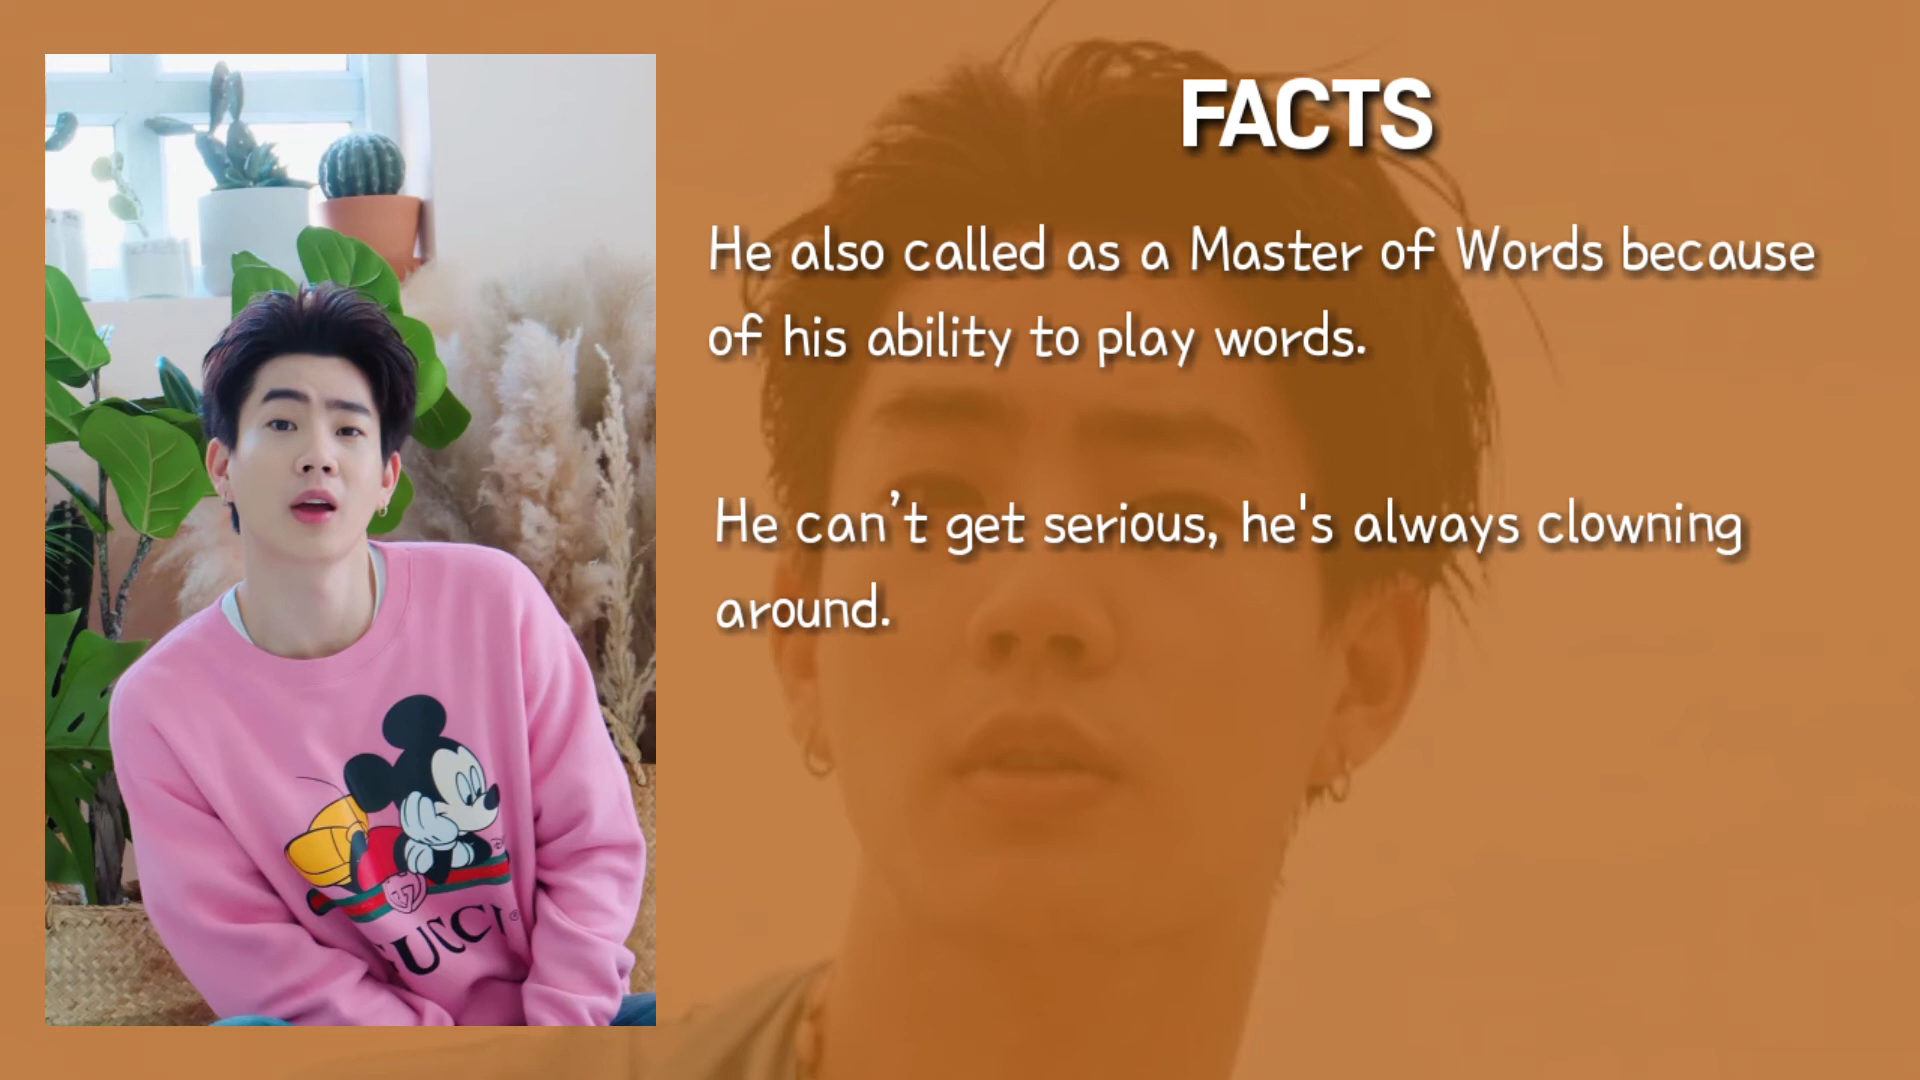 FACTS
He also called as a Master of Words because
of his ability to play words.
He can’t get serious, he's always clowning
around.
GUCCI